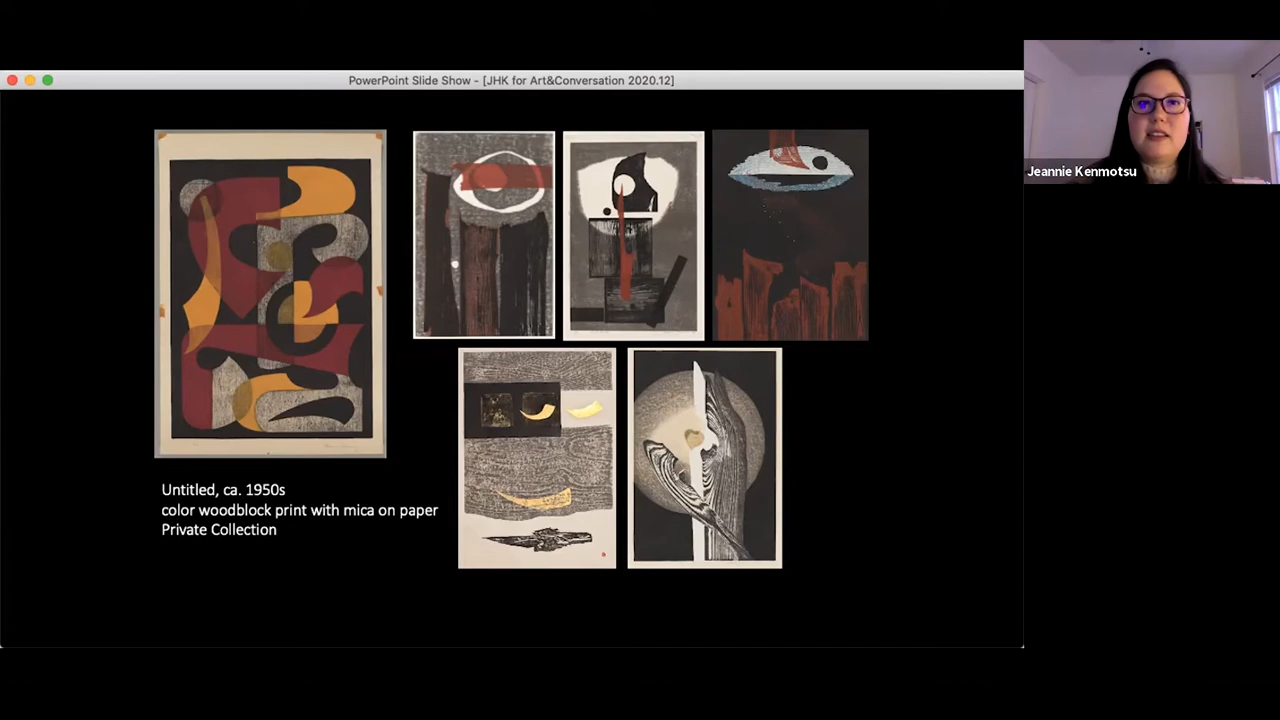 PowerPoint Slide Show - [JHK for Art&Conversation 2020.12]
Jeannie Kenmotsu
Untitled, ca. 1950s
color woodblock print with mica on paper
Private Collection